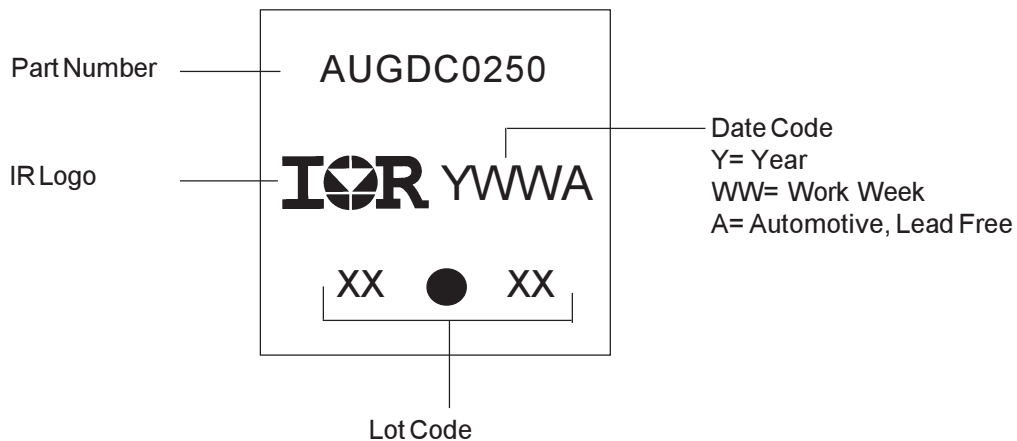 Part Number
AUGDC0250
IR Logo
IOR YWWA
Date Code
Y= Year
WW= Work Week
A= Automotive, Lead Free
XX XX
Lot Code